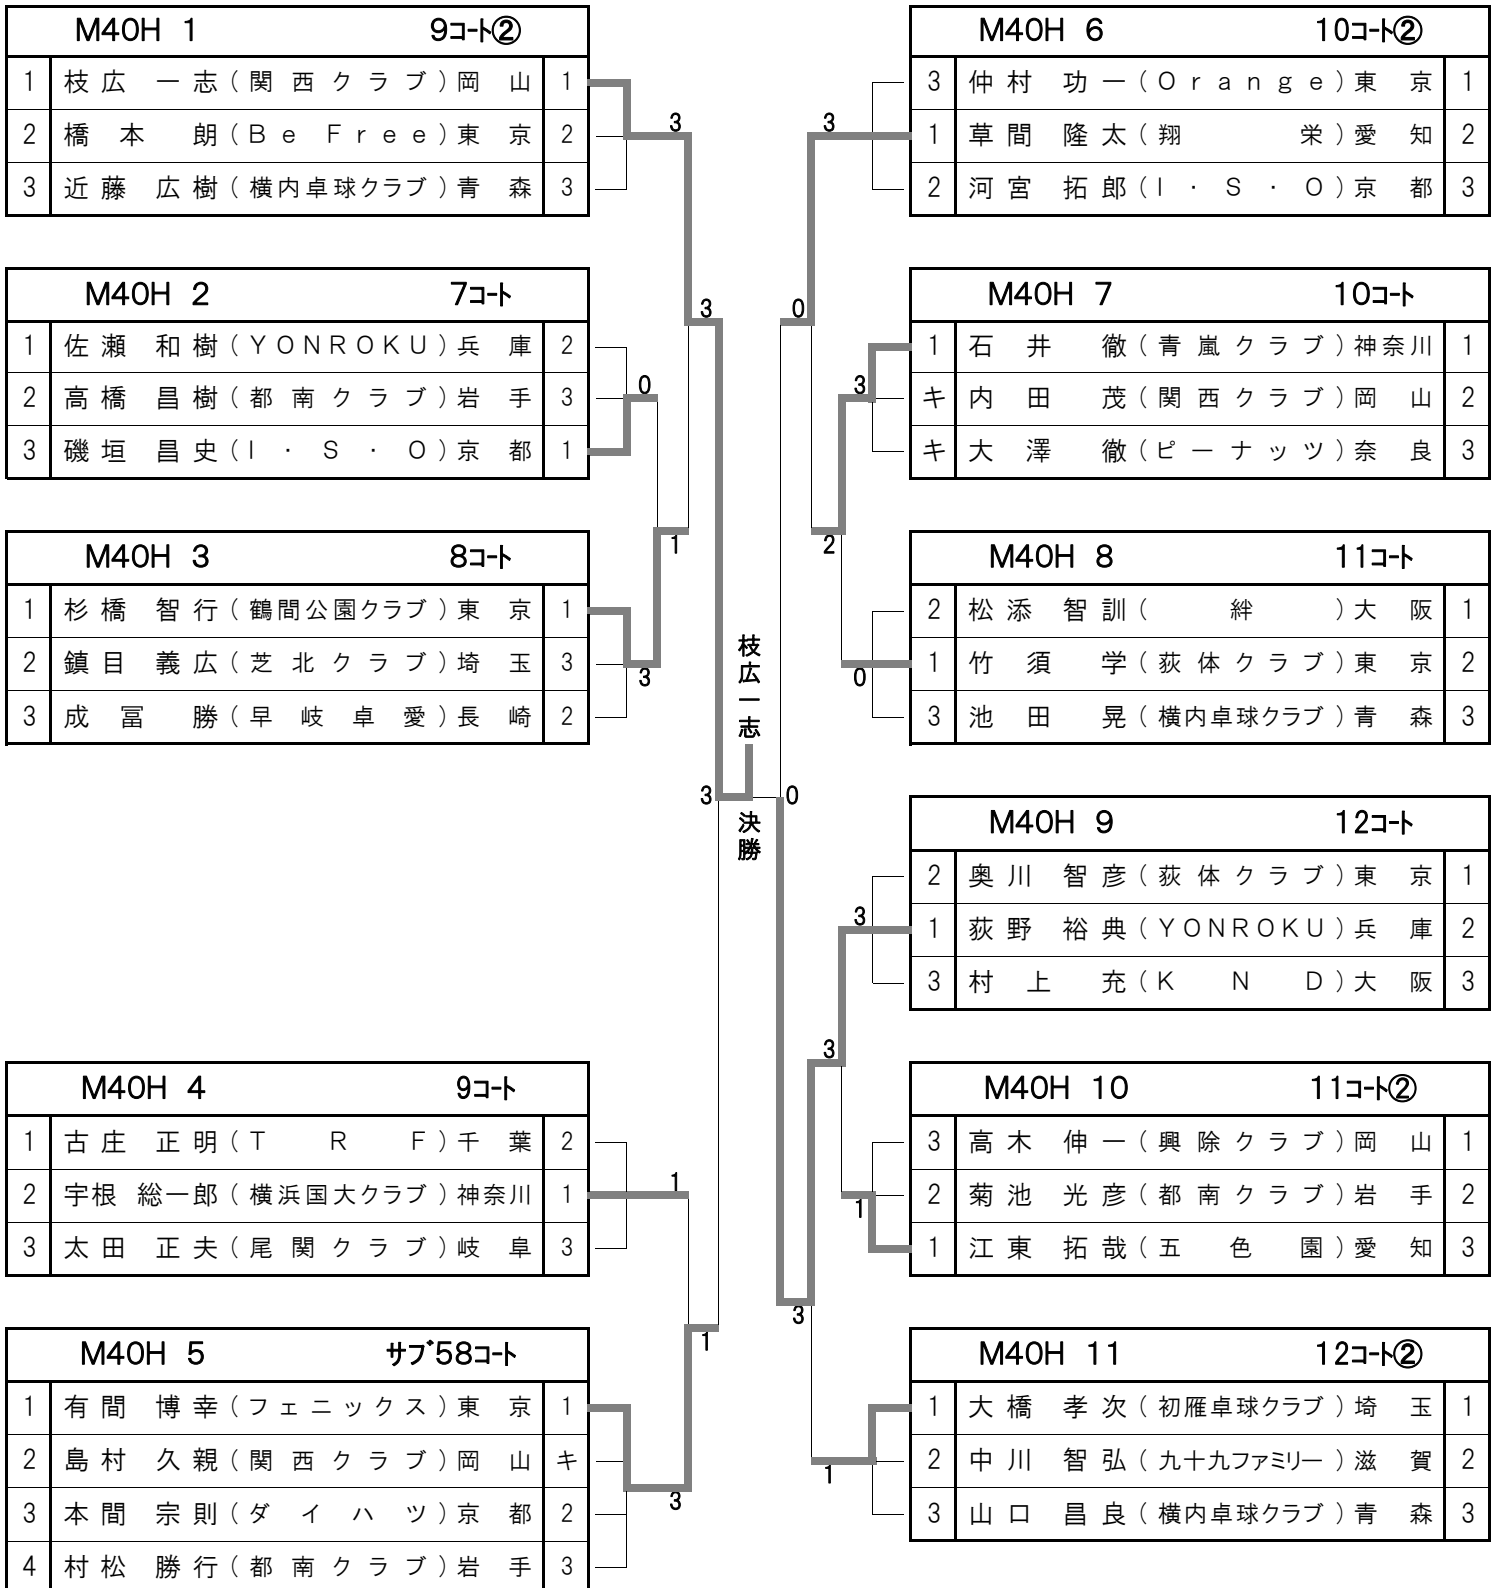 M40H 1 9コート②
1 枝広 一志（関西クラブ）岡山 1
2 橋本 朗（Be Free）東京 2
3 近藤 広樹（横内卓球クラブ）青森 3
M40H 2 7コート
1 佐瀬 和樹（YONROKU）兵庫 2
2 高橋 昌樹（都南クラブ）岩手 3
3 磯垣 昌史（I・S・O）京都 1
M40H 3 8コート
1 杉橋 智行（鶴間公園クラブ）東京 1
2 鎮目 義広（芝北クラブ）埼玉 3
3 成冨 勝（早岐卓愛）長崎 2
M40H 4 9コート
1 古庄 正明（TRF）千葉 2
2 宇根 総一郎（横浜国大クラブ）神奈川 1
3 太田 正夫（尾関クラブ）岐阜 3
M40H 5 サブ58コート
1 有間 博幸（フェニックス）東京 1
2 島村 久親（関西クラブ）岡山 キ
3 本間 宗則（ダイハツ）京都 2
4 村松 勝行（都南クラブ）岩手 3
3
0
3
1
3
1
1
3
枝広一志
3 0
決勝
3
0
3
2
0
3
3
1
3
1
M40H 6 10コート②
3 仲村 功一（Orange）東京 1
1 草間 隆太（翔栄）愛知 2
2 河宮 拓郎（I・S・O）京都 3
M40H 7 10コート
1 石井 徹（青嵐クラブ）神奈川 1
キ 内田 茂（関西クラブ）岡山 2
キ 大澤 徹（ピーナッツ）奈良 3
M40H 8 11コート
2 松添 智訓（絆）大阪 1
1 竹須 学（荻体クラブ）東京 2
3 池田 晃（横内卓球クラブ）青森 3
M40H 9 12コート
2 奥川 智彦（荻体クラブ）東京 1
1 荻野 裕典（YONROKU）兵庫 2
3 村上 充（KND）大阪 3
M40H 10 11コート②
3 高木 伸一（興除クラブ）岡山 1
2 菊池 光彦（都南クラブ）岩手 2
1 江東 拓哉（五色園）愛知 3
M40H 11 12コート②
1 大橋 孝次（初雁卓球クラブ）埼玉 1
2 中川 智弘（九十九ファミリー）滋賀 2
3 山口 昌良（横内卓球クラブ）青森 3